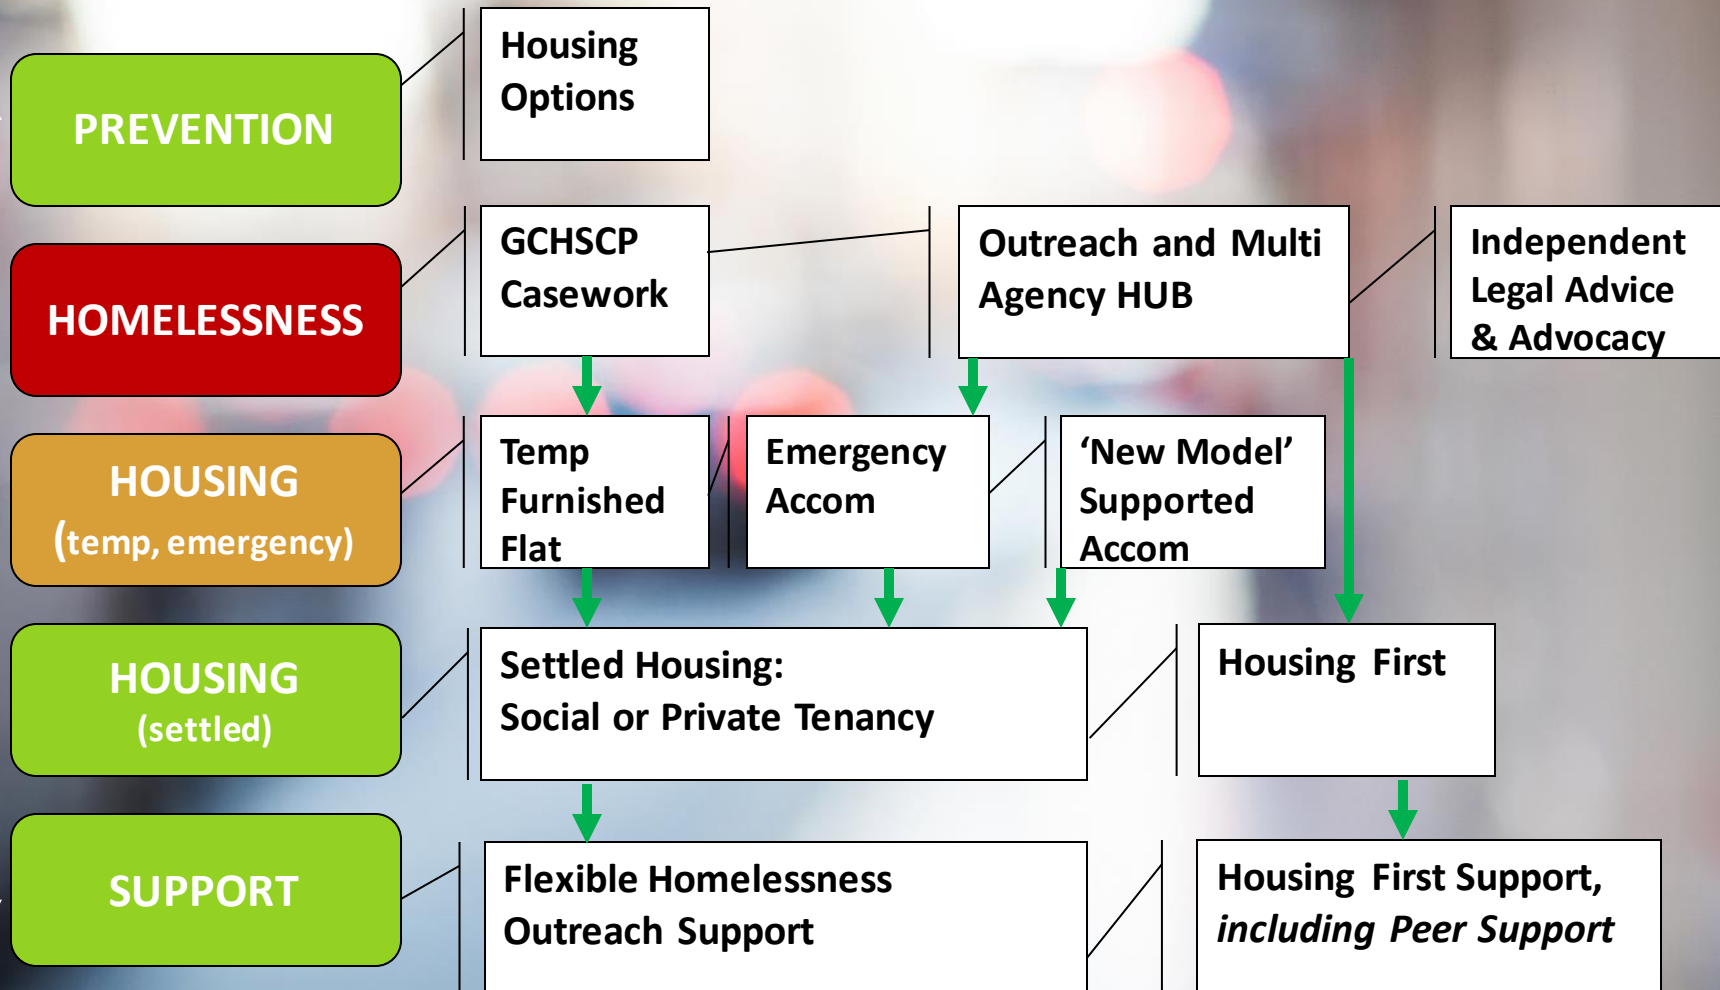 PREVENTION
Housing
Options
HOMELESSNESS
GCHSCP
Casework
Outreach and Multi
Agency HUB
Independent
Legal Advice
& Advocacy
HOUSING
(temp, emergency)
Temp
Furnished
Flat
Emergency
Accom
‘New Model’
Supported
Accom
HOUSING
(settled)
Settled Housing:
Social or Private Tenancy
Housing First
SUPPORT
Flexible Homelessness
Outreach Support
Housing First Support,
including Peer Support